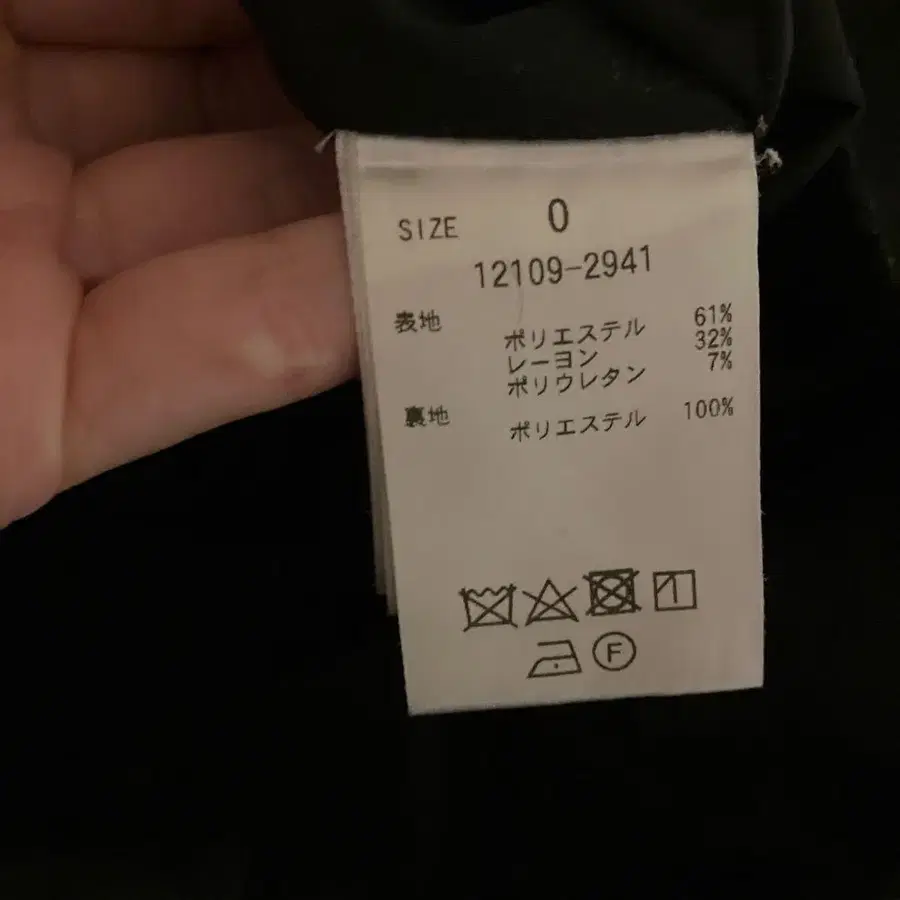 SIZE 0
12109-2941
表地 ポリエステル 61%
レーヨン 32%
ポリウレタン 7%
裏地 ポリエステル 100%
F